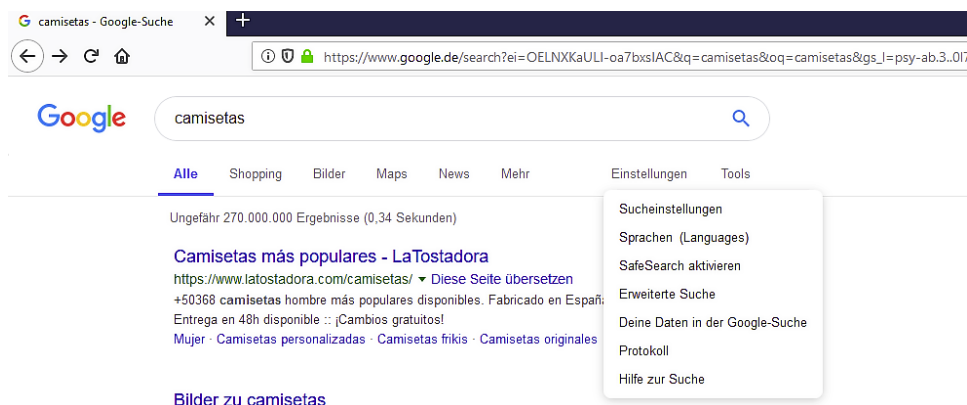 camisetas - Google-Suche
https://www.google.de/search?ei=OELNXKaULI-oa7bxsIAC&q=camisetas&oq=camisetas&gs_l=psy-ab.3..0l7
Google
camisetas
Alle Shopping Bilder Maps News Mehr Einstellungen Tools
Ungefähr 270.000.000 Ergebnisse (0,34 Sekunden)
Camisetas más populares - LaTostadora
https://www.latostadora.com/camisetas/ Diese Seite übersetzen
+50368 camisetas hombre más populares disponibles. Fabricado en Españ
Entrega en 48h disponible :: ¡Cambios gratuitos!
Mujer · Camisetas personalizadas · Camisetas frikis · Camisetas originales
Bilder zu camisetas
Sucheinstellungen
Sprachen (Languages)
SafeSearch aktivieren
Erweiterte Suche
Deine Daten in der Google-Suche
Protokoll
Hilfe zur Suche